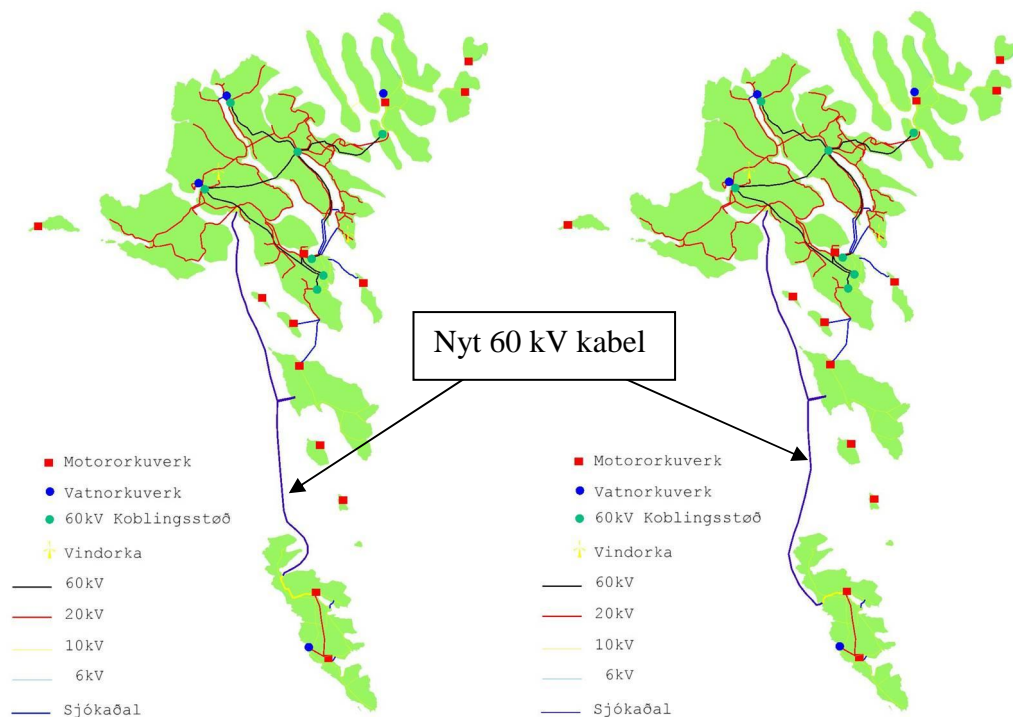 Nyt 60 kV kabel
Motororkuverk
Vatnorkuverk
60kV Koblingsstøð
Vindorka
60kV
20kV
10kV
6kV
Sjókaðal
Motororkuverk
Vatnorkuverk
60kV Koblingsstøð
Vindorka
60kV
20kV
10kV
6kV
Sjókaðal